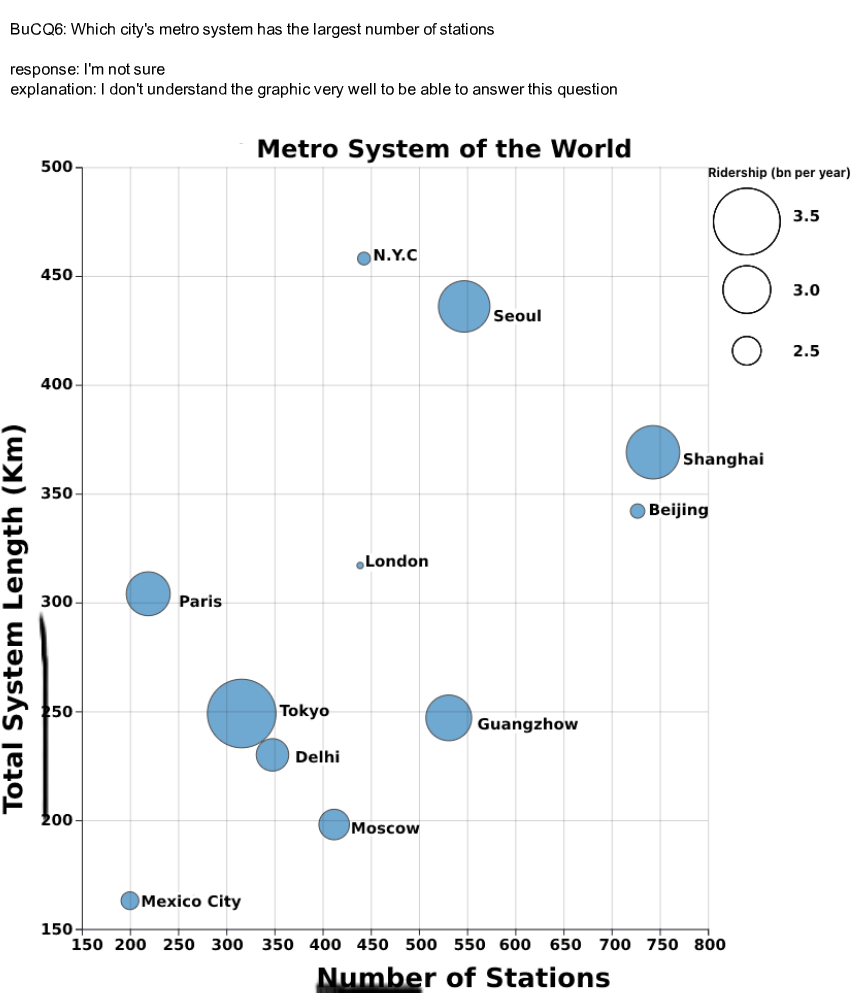 BuCQ6: Which city's metro system has the largest number of stations
response: I'm not sure
explanation: I don't understand the graphic very well to be able to answer this question
Metro System of the World
Ridership (bn per year)
3.5
3.0
2.5
Total System Length (Km)
500
450
400
350
300
250
200
150
N.Y.C
Seoul
Shanghai
Beijing
London
Paris
Tokyo
Guangzhow
Delhi
Moscow
Mexico City
150 200 250 300 350 400 450 500 550 600 650 700 750 800
Number of Stations